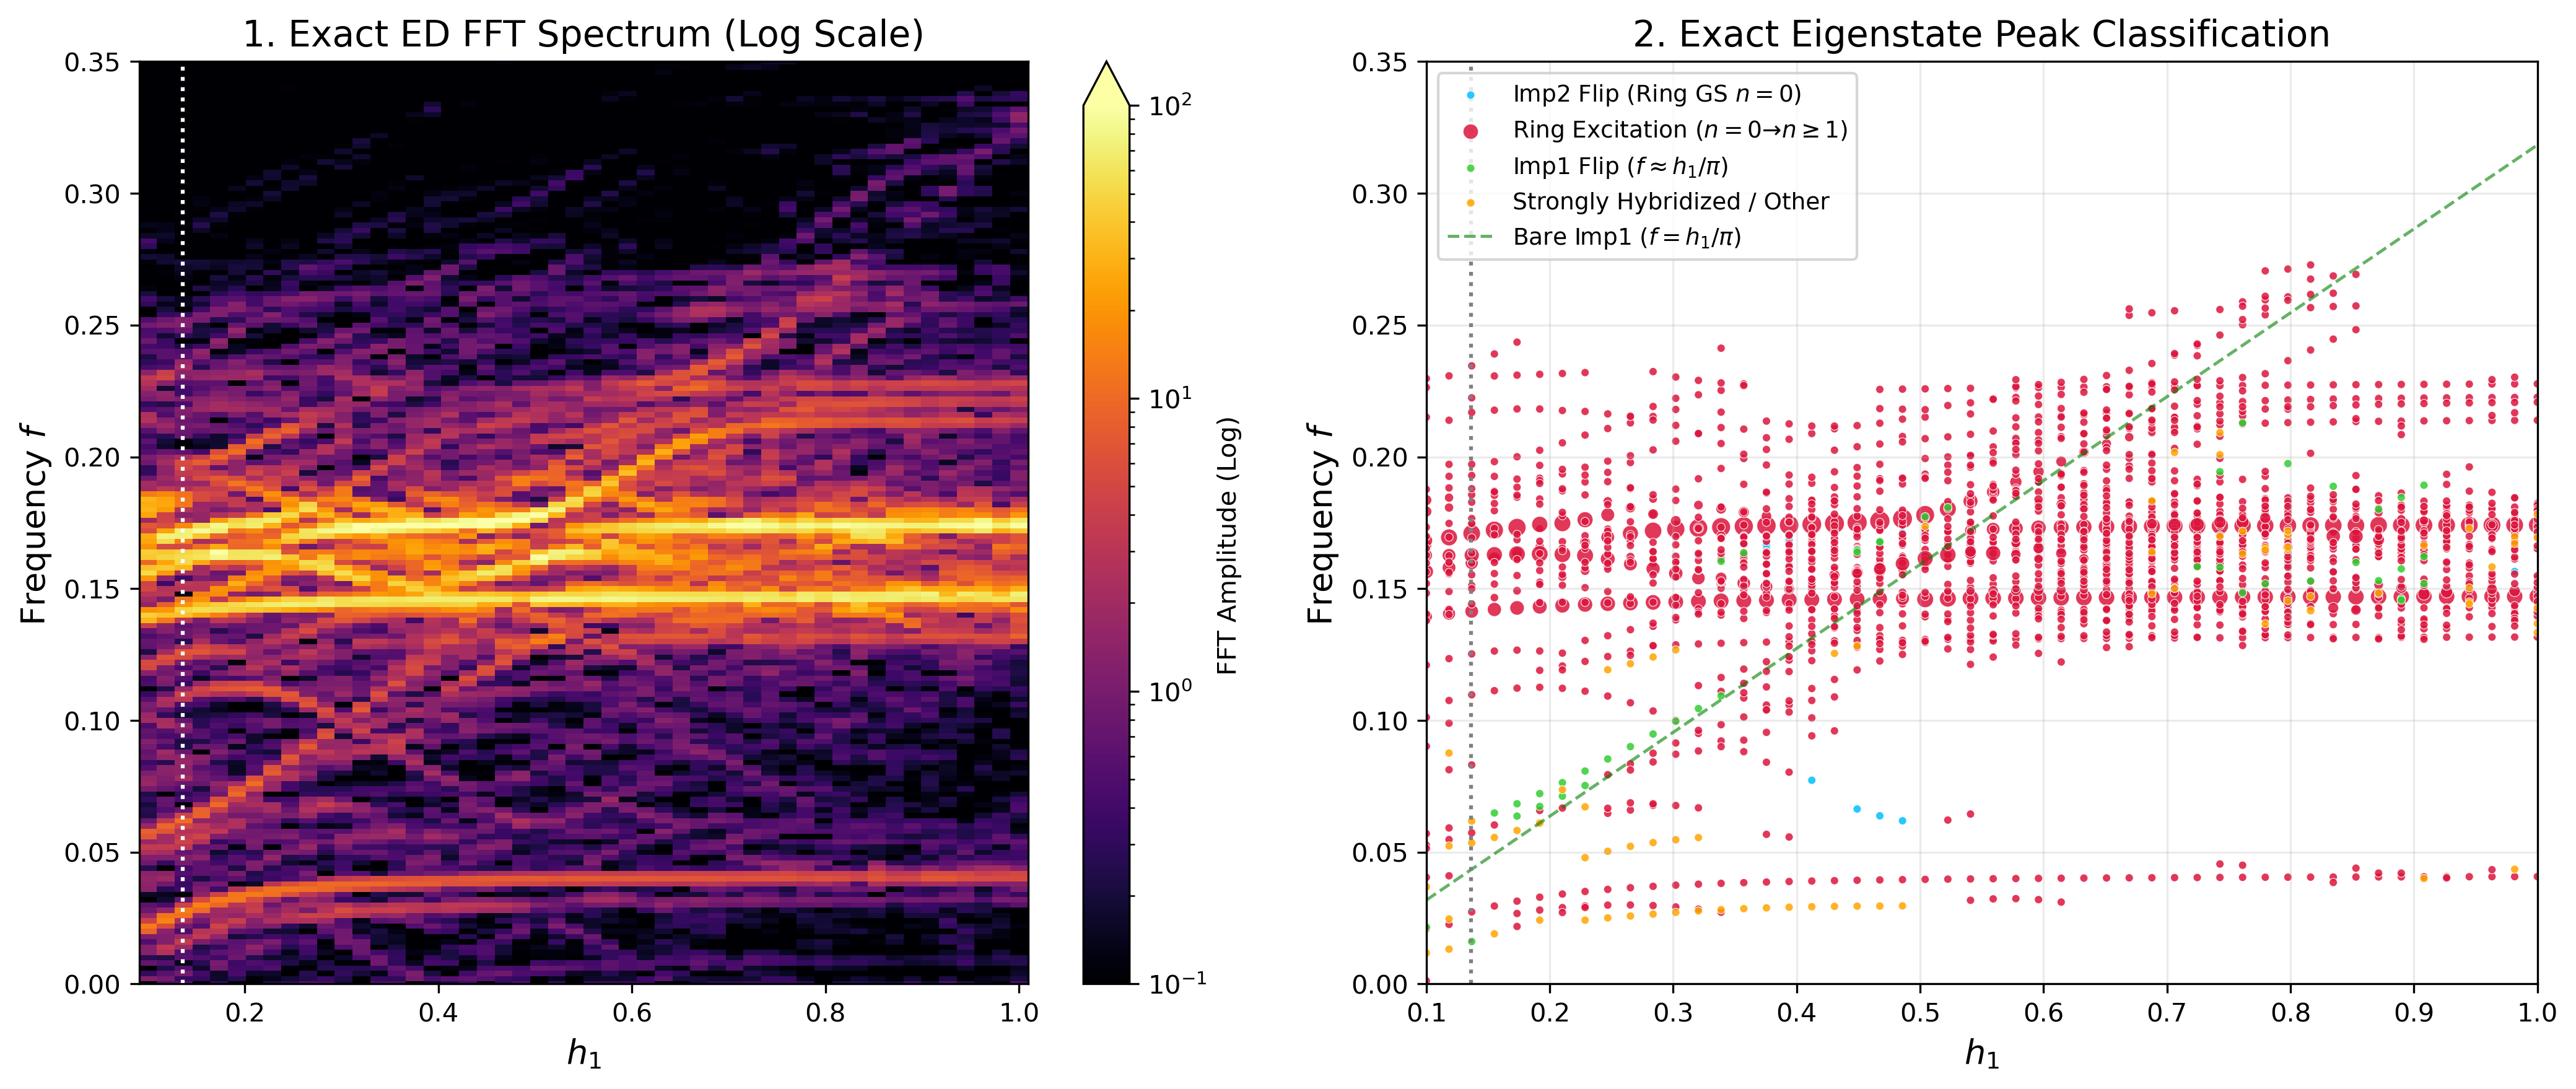 1. Exact ED FFT Spectrum (Log Scale)
Frequency f
0.35
0.30
0.25
0.20
0.15
0.10
0.05
0.00
0.2
0.4
0.6
0.8
1.0
h₁
10²
10¹
10⁰
10⁻¹
FFT Amplitude (Log)
2. Exact Eigenstate Peak Classification
Imp2 Flip (Ring GS n = 0)
Ring Excitation (n = 0→n ≥ 1)
Imp1 Flip (f ≈ h₁/π)
Strongly Hybridized / Other
Bare Imp1 (f = h₁/π)
Frequency f
0.35
0.30
0.25
0.20
0.15
0.10
0.05
0.00
0.1
0.2
0.3
0.4
0.5
0.6
0.7
0.8
0.9
1.0
h₁